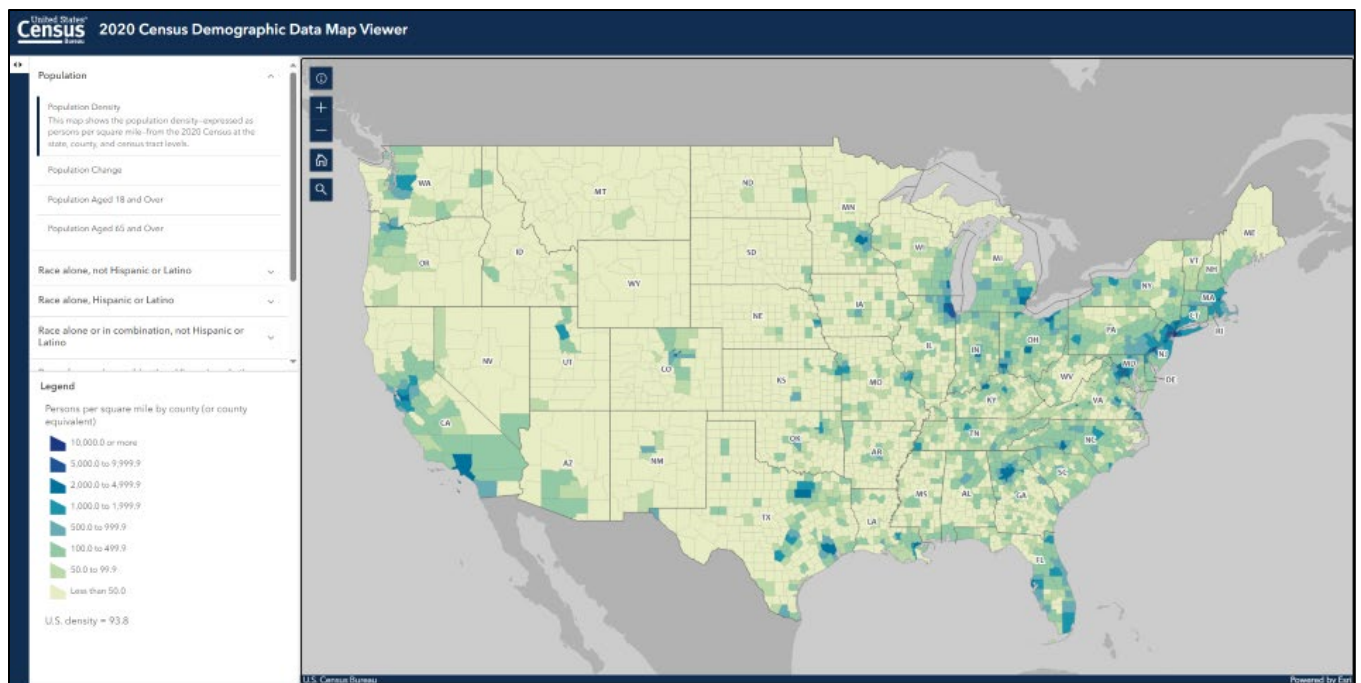 United States®
Census
Bureau
2020 Census Demographic Data Map Viewer
Population
Population Density
This map shows the population density—expressed as
persons per square mile—from the 2020 Census at the
state, county, and census tract levels.
Population Change
Population Aged 18 and Over
Population Aged 65 and Over
Race alone, not Hispanic or Latino
Race alone, Hispanic or Latino
Race alone or in combination, not Hispanic or
Latino
Legend
Persons per square mile by county (or county
equivalent)
10,000.0 or more
5,000.0 to 9,999.9
2,000.0 to 4,999.9
1,000.0 to 1,999.9
500.0 to 999.9
100.0 to 499.9
50.0 to 99.9
Less than 50.0
U.S. density = 93.8
WA
MT
ND
MN
ME
OR
ID
SD
WI
MI
VT
NH
NY
WY
MA
CT
RI
IA
NE
PA
NV
UT
CO
IL
IN
OH
NJ
MD
DE
KS
MO
WV
KY
VA
CA
AZ
NM
OK
AR
TN
NC
SC
TX
LA
MS
AL
GA
FL
U.S. Census Bureau
Powered by Esri